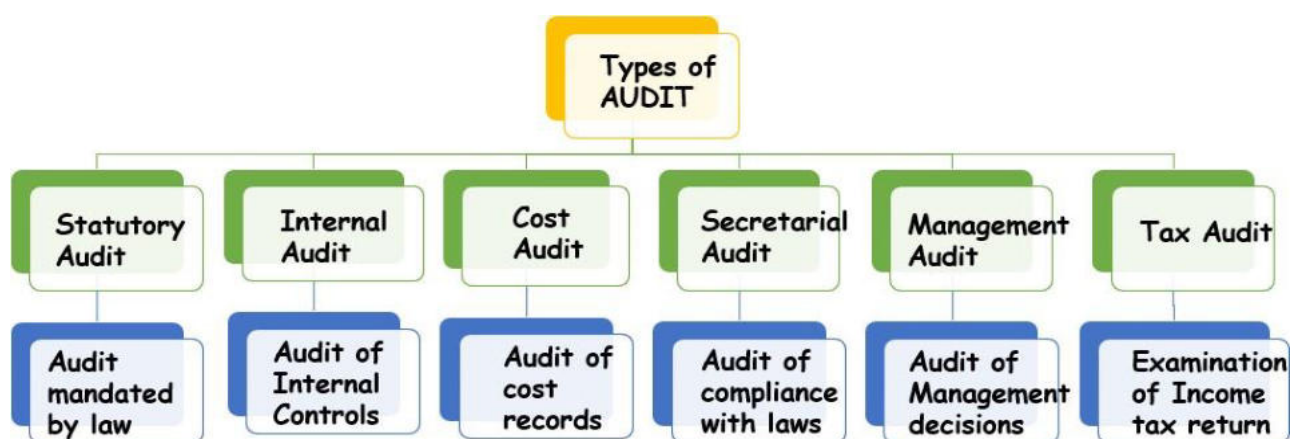 Types of
AUDIT
Statutory
Audit
Internal
Audit
Cost
Audit
Secretarial
Audit
Management
Audit
Tax Audit
Audit
mandated
by law
Audit of
Internal
Controls
Audit of
cost
records
Audit of
compliance
with laws
Audit of
Management
decisions
Examination
of Income
tax return